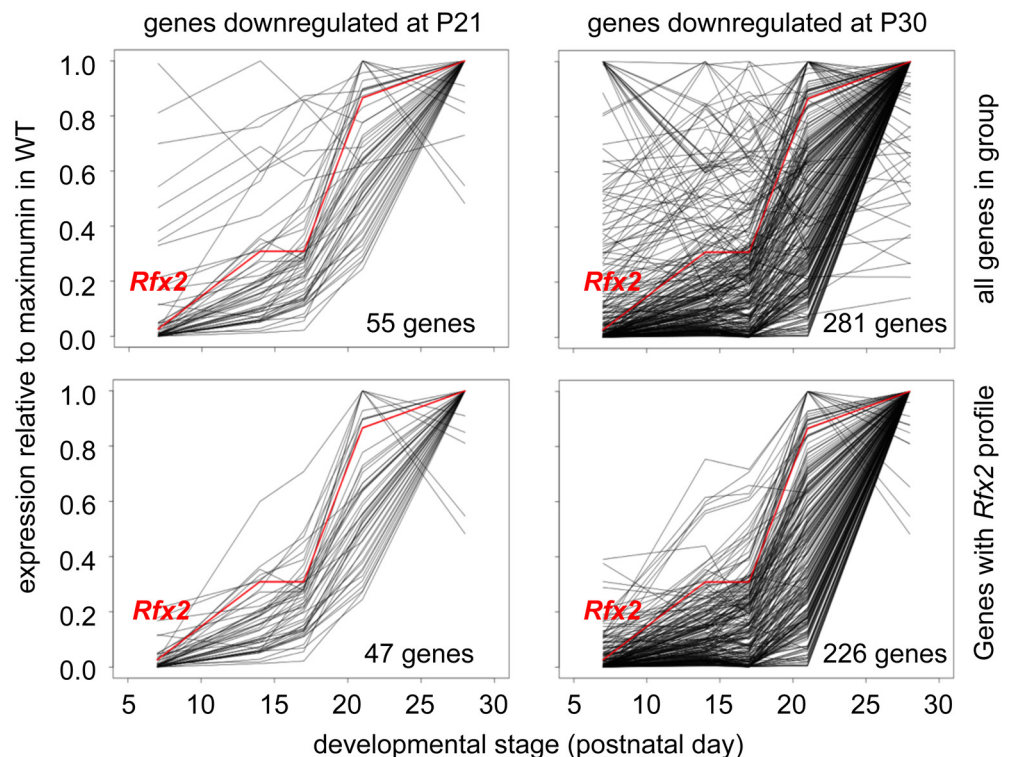 genes downregulated at P21
genes downregulated at P30
expression relative to maximumin in WT
1.0
0.8
0.6
0.4
0.2
0.0
Rfx2
55 genes
Rfx2
281 genes
all genes in group
1.0
0.8
0.6
0.4
0.2
0.0
Rfx2
47 genes
Rfx2
226 genes
Genes with Rfx2 profile
5 10 15 20 25 30
5 10 15 20 25 30
developmental stage (postnatal day)